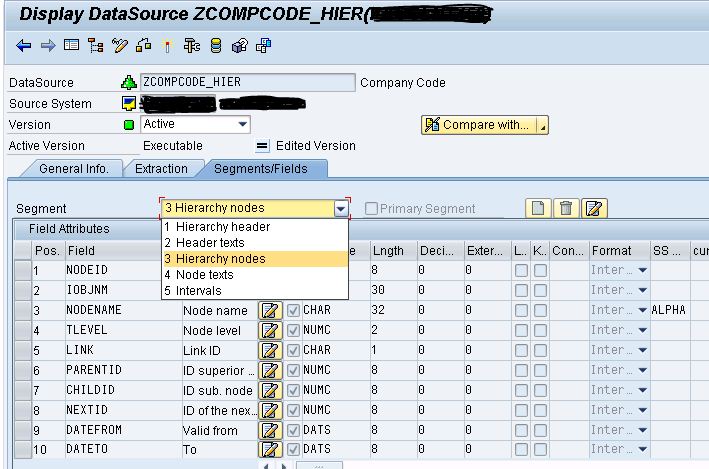 Display DataSource ZCOMPCODE_HIER(
DataSource ZCOMPCODE_HIER Company Code
Source System
Version Active Compare with...
Active Version Executable = Edited Version
General Info. Extraction Segments/Fields
Segment 3 Hierarchy nodes Primary Segment
1 Hierarchy header
2 Header texts
3 Hierarchy nodes
4 Node texts
5 Intervals
Field Attributes
Pos. Field Lngth Deci... Exter... L.. K.. Con... Format SS ... cur
1 NODEID 8 0 0 Inter...
2 IOBJNM 30 0 0 Inter...
3 NODENAME Node name CHAR 32 0 0 Inter... ALPHA
4 TLEVEL Node level NUMC 2 0 0 Inter...
5 LINK Link ID CHAR 1 0 0 Inter...
6 PARENTID ID superior ... NUMC 8 0 0 Inter...
7 CHILDID ID sub. node NUMC 8 0 0 Inter...
8 NEXTID ID of the nex... NUMC 8 0 0 Inter...
9 DATEFROM Valid from DATS 8 0 0 Inter...
10 DATETO To DATS 8 0 0 Inter...